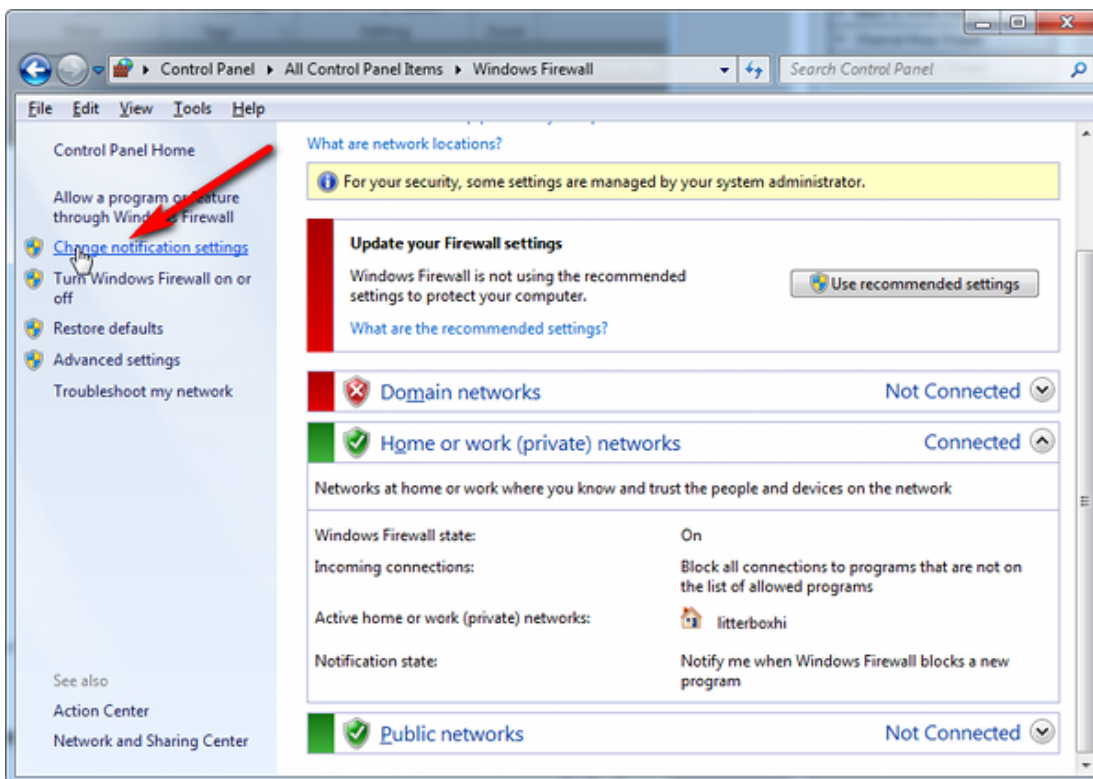 Control Panel ▸ All Control Panel Items ▸ Windows Firewall
Search Control Panel
File Edit View Tools Help
Control Panel Home
Allow a program or feature
through Windows Firewall
Change notification settings
Turn Windows Firewall on or
off
Restore defaults
Advanced settings
Troubleshoot my network
See also
Action Center
Network and Sharing Center
What are network locations?
For your security, some settings are managed by your system administrator.
Update your Firewall settings
Windows Firewall is not using the recommended
settings to protect your computer.
Use recommended settings
What are the recommended settings?
Domain networks Not Connected
Home or work (private) networks Connected
Networks at home or work where you know and trust the people and devices on the network
Windows Firewall state: On
Incoming connections: Block all connections to programs that are not on
the list of allowed programs
Active home or work (private) networks: litterboxhi
Notification state: Notify me when Windows Firewall blocks a new
program
Public networks Not Connected